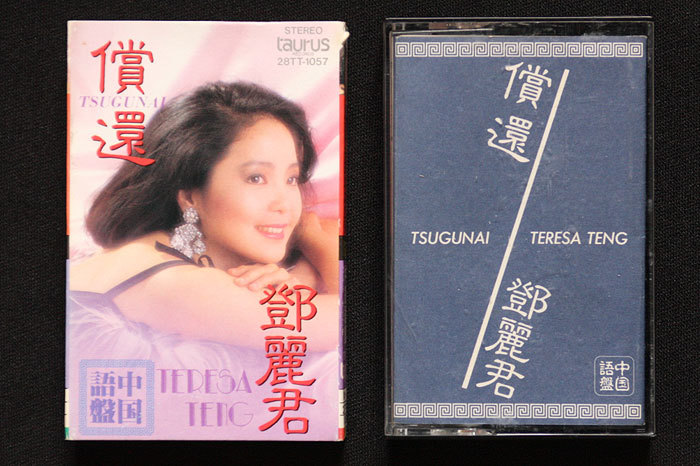 STEREO
taurus
RECORDS
28TT-1057
償還
TSUGUNAI
鄧麗君
TERESA
TENG
中国
語盤
償還
TSUGUNAI
TERESA TENG
鄧麗君
中国
語盤